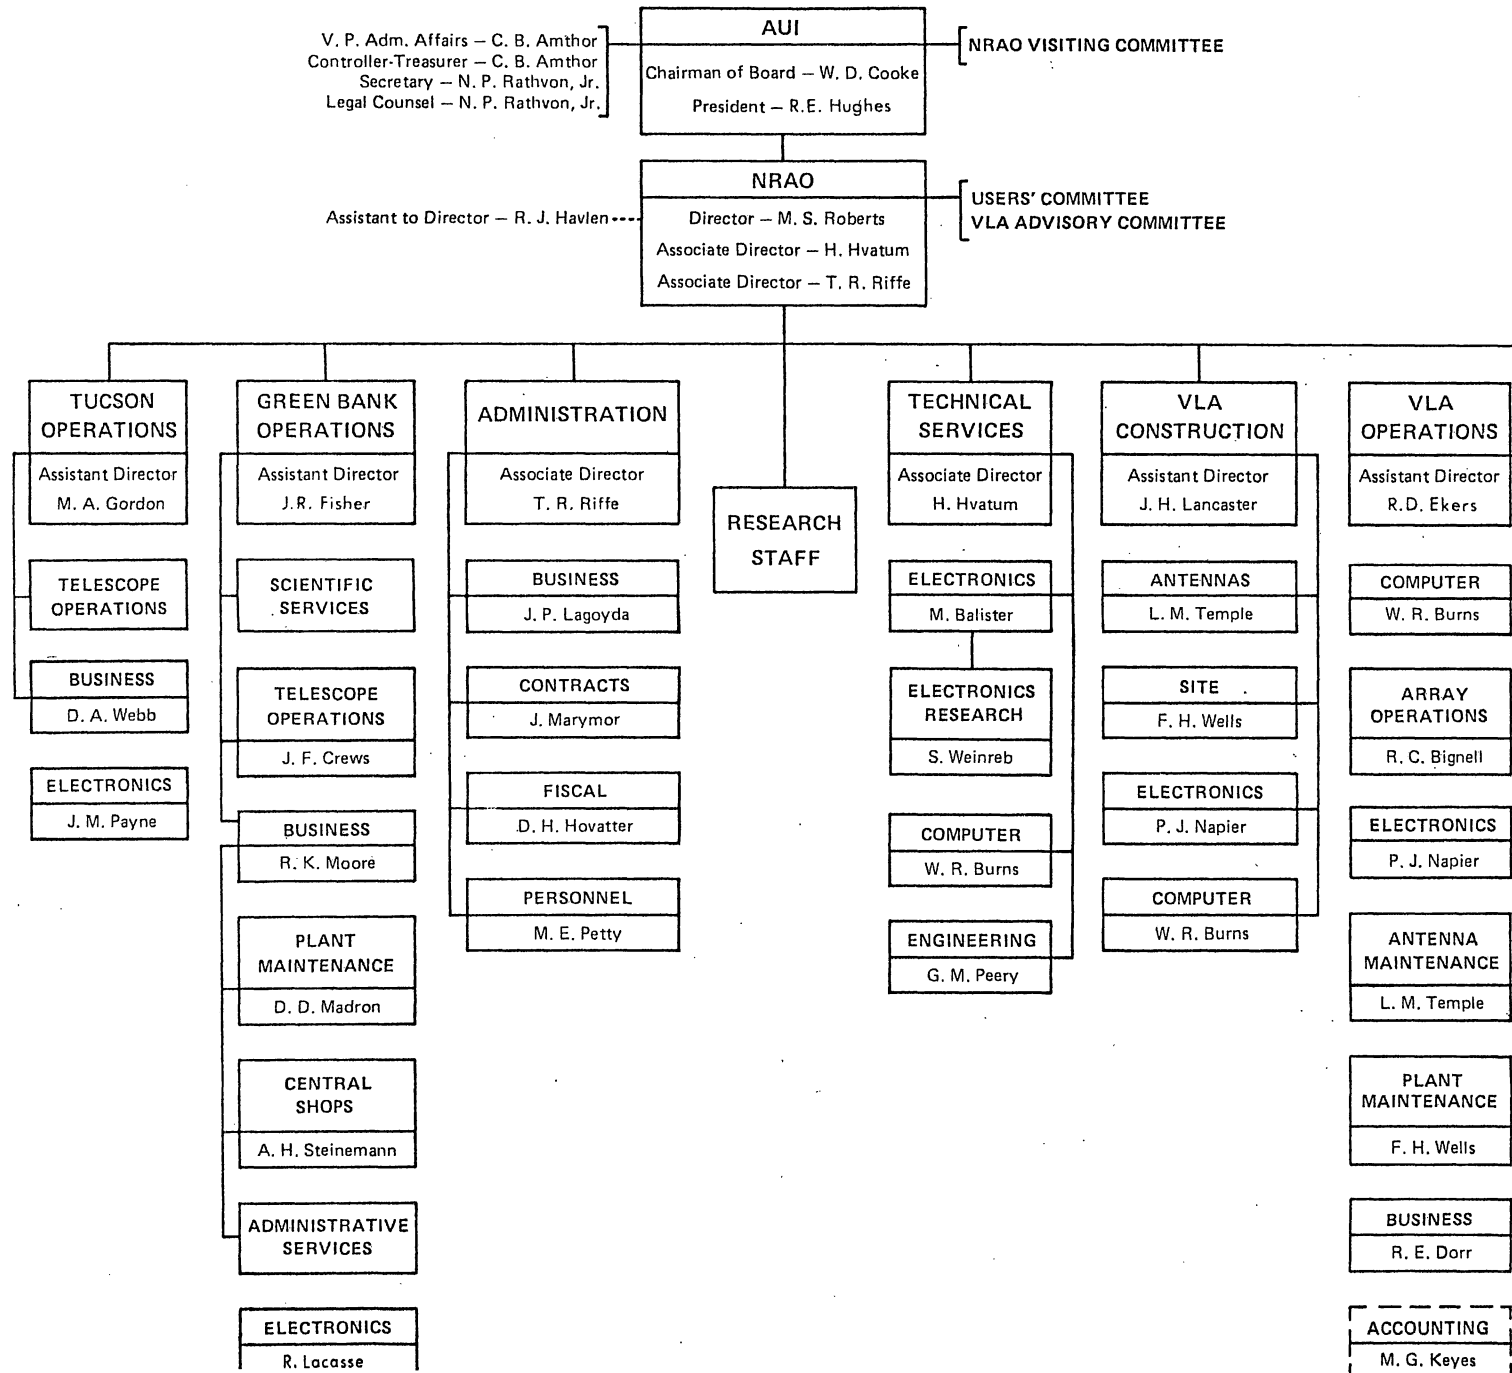 AUI
Chairman of Board – W. D. Cooke
President – R.E. Hughes
V. P. Adm. Affairs – C. B. Amthor
Controller-Treasurer – C. B. Amthor
Secretary – N. P. Rathvon, Jr.
Legal Counsel – N. P. Rathvon, Jr.
NRAO VISITING COMMITTEE
NRAO
Director – M. S. Roberts
Associate Director – H. Hvatum
Associate Director – T. R. Riffe
Assistant to Director – R. J. Havlen
USERS' COMMITTEE
VLA ADVISORY COMMITTEE
TUCSON
OPERATIONS
Assistant Director
M. A. Gordon
TELESCOPE
OPERATIONS
BUSINESS
D. A. Webb
ELECTRONICS
J. M. Payne
GREEN BANK
OPERATIONS
Assistant Director
J.R. Fisher
SCIENTIFIC
SERVICES
TELESCOPE
OPERATIONS
J. F. Crews
BUSINESS
R. K. Moore
PLANT
MAINTENANCE
D. D. Madron
CENTRAL
SHOPS
A. H. Steinemann
ADMINISTRATIVE
SERVICES
ELECTRONICS
R. Lacasse
ADMINISTRATION
Associate Director
T. R. Riffe
BUSINESS
J. P. Lagoyda
CONTRACTS
J. Marymor
FISCAL
D. H. Hovatter
PERSONNEL
M. E. Petty
RESEARCH
STAFF
TECHNICAL
SERVICES
Associate Director
H. Hvatum
ELECTRONICS
M. Balister
ELECTRONICS
RESEARCH
S. Weinreb
COMPUTER
W. R. Burns
ENGINEERING
G. M. Peery
VLA
CONSTRUCTION
Assistant Director
J. H. Lancaster
ANTENNAS
L. M. Temple
SITE
F. H. Wells
ELECTRONICS
P. J. Napier
COMPUTER
W. R. Burns
VLA
OPERATIONS
Assistant Director
R.D. Ekers
COMPUTER
W. R. Burns
ARRAY
OPERATIONS
R. C. Bignell
ELECTRONICS
P. J. Napier
ANTENNA
MAINTENANCE
L. M. Temple
PLANT
MAINTENANCE
F. H. Wells
BUSINESS
R. E. Dorr
ACCOUNTING
M. G. Keyes